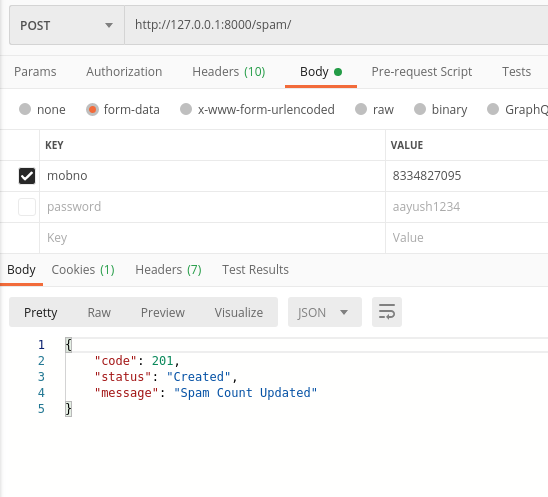 POST http://127.0.0.1:8000/spam/
Params Authorization Headers (10) Body Pre-request Script Tests
none form-data x-www-form-urlencoded raw binary GraphQ
KEY VALUE
mobno 8334827095
password aayush1234
Key Value
Body Cookies (1) Headers (7) Test Results
Pretty Raw Preview Visualize JSON
1 {
2 "code": 201,
3 "status": "Created",
4 "message": "Spam Count Updated"
5 }